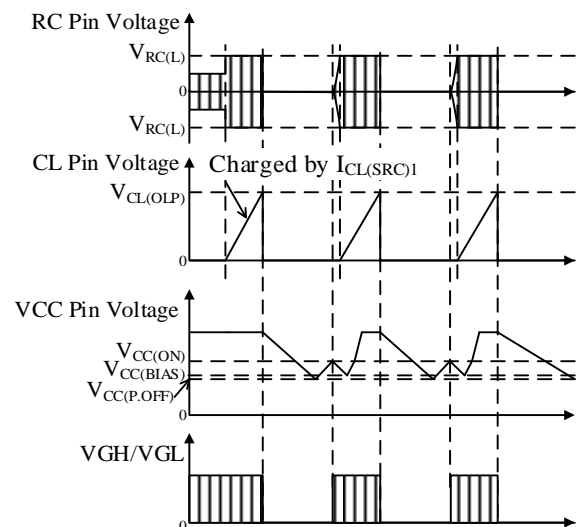 RC Pin Voltage
VRC(L)
0
VRC(L)
CL Pin Voltage
Charged by ICL(SRC)1
VCL(OLP)
0
VCC Pin Voltage
VCC(ON)
VCC(BIAS)
VCC(P.OFF)
0
VGH/VGL
0